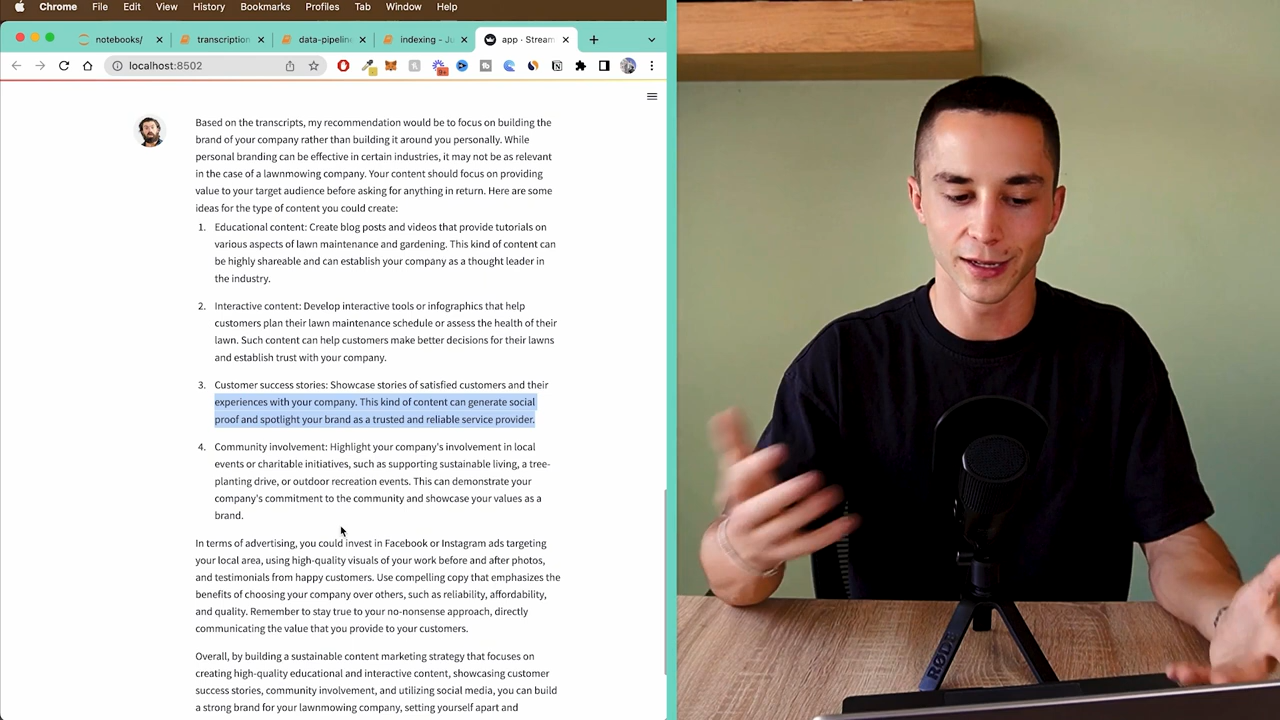 Chrome File Edit View History Bookmarks Profiles Tab Window Help
notebooks/ transcription data-pipeline indexing – Ju app · Stream
localhost:8502
Based on the transcripts, my recommendation would be to focus on building the
brand of your company rather than building it around you personally. While
personal branding can be effective in certain industries, it may not be as relevant
in the case of a lawnmowing company. Your content should focus on providing
value to your target audience before asking for anything in return. Here are some
ideas for the type of content you could create:
1. Educational content: Create blog posts and videos that provide tutorials on
various aspects of lawn maintenance and gardening. This kind of content can
be highly shareable and can establish your company as a thought leader in
the industry.
2. Interactive content: Develop interactive tools or infographics that help
customers plan their lawn maintenance schedule or assess the health of their
lawn. Such content can help customers make better decisions for their lawns
and establish trust with your company.
3. Customer success stories: Showcase stories of satisfied customers and their
experiences with your company. This kind of content can generate social
proof and spotlight your brand as a trusted and reliable service provider.
4. Community involvement: Highlight your company's involvement in local
events or charitable initiatives, such as supporting sustainable living, a tree-
planting drive, or outdoor recreation events. This can demonstrate your
company's commitment to the community and showcase your values as a
brand.
In terms of advertising, you could invest in Facebook or Instagram ads targeting
your local area, using high-quality visuals of your work before and after photos,
and testimonials from happy customers. Use compelling copy that emphasizes the
benefits of choosing your company over others, such as reliability, affordability,
and quality. Remember to stay true to your no-nonsense approach, directly
communicating the value that you provide to your customers.
Overall, by building a sustainable content marketing strategy that focuses on
creating high-quality educational and interactive content, showcasing customer
success stories, community involvement, and utilizing social media, you can build
a strong brand for your lawnmowing company, setting yourself apart and
RØDE